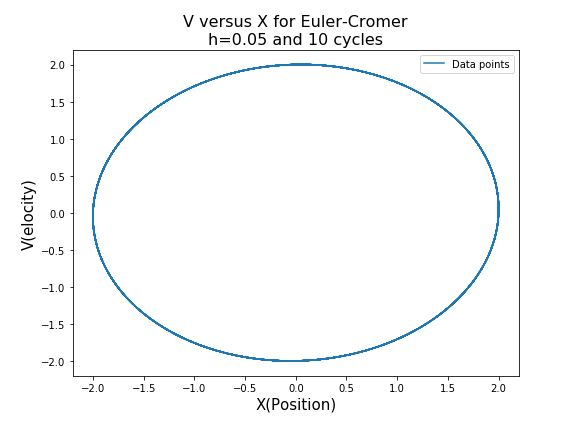 V versus X for Euler-Cromer
h=0.05 and 10 cycles
Data points
2.0
1.5
1.0
0.5
0.0
−0.5
−1.0
−1.5
−2.0
V(elocity)
−2.0 −1.5 −1.0 −0.5 0.0 0.5 1.0 1.5 2.0
X(Position)